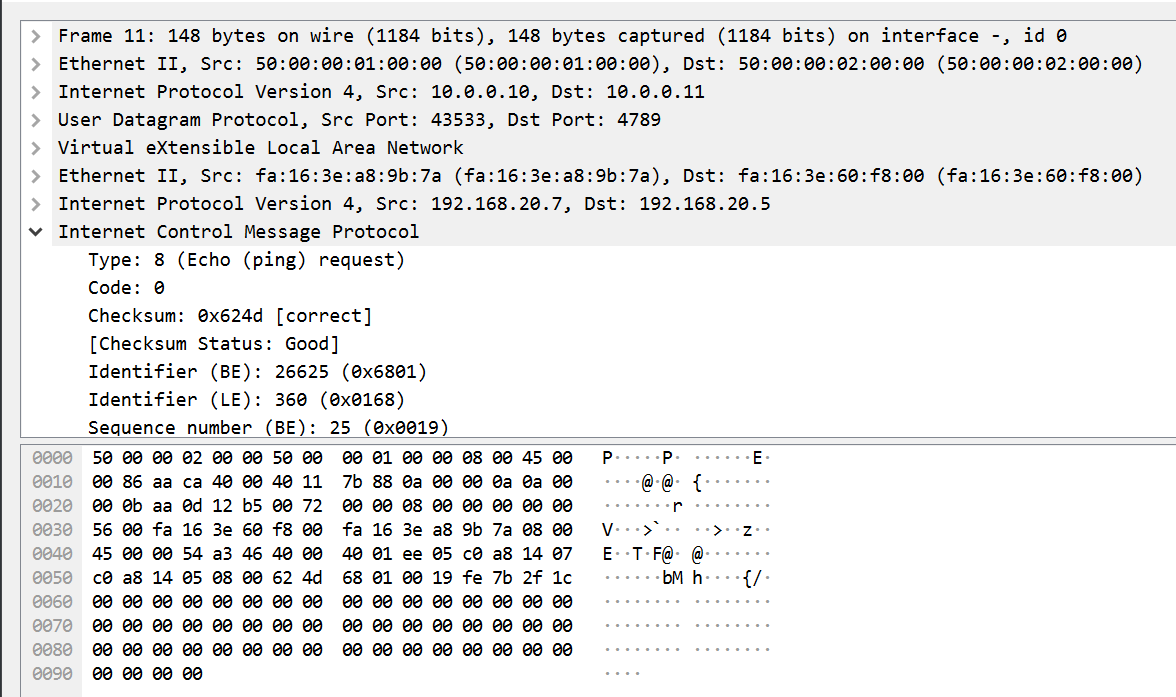 Frame 11: 148 bytes on wire (1184 bits), 148 bytes captured (1184 bits) on interface -, id 0
Ethernet II, Src: 50:00:00:01:00:00 (50:00:00:01:00:00), Dst: 50:00:00:02:00:00 (50:00:00:02:00:00)
Internet Protocol Version 4, Src: 10.0.0.10, Dst: 10.0.0.11
User Datagram Protocol, Src Port: 43533, Dst Port: 4789
Virtual eXtensible Local Area Network
Ethernet II, Src: fa:16:3e:a8:9b:7a (fa:16:3e:a8:9b:7a), Dst: fa:16:3e:60:f8:00 (fa:16:3e:60:f8:00)
Internet Protocol Version 4, Src: 192.168.20.7, Dst: 192.168.20.5
Internet Control Message Protocol
Type: 8 (Echo (ping) request)
Code: 0
Checksum: 0x624d [correct]
[Checksum Status: Good]
Identifier (BE): 26625 (0x6801)
Identifier (LE): 360 (0x0168)
Sequence number (BE): 25 (0x0019)
0000 50 00 00 02 00 00 50 00 00 01 00 00 08 00 45 00 P·····P· ······E·
0010 00 86 aa ca 40 00 40 11 7b 88 0a 00 00 0a 0a 00 ····@·@· {·······
0020 00 0b aa 0d 12 b5 00 72 00 00 08 00 00 00 00 00 ·······r ········
0030 56 00 fa 16 3e 60 f8 00 fa 16 3e a8 9b 7a 08 00 V···>`·· ··>··z··
0040 45 00 00 54 a3 46 40 00 40 01 ee 05 c0 a8 14 07 E··T·F@· @·······
0050 c0 a8 14 05 08 00 62 4d 68 01 00 19 fe 7b 2f 1c ······bM h····{/·
0060 00 00 00 00 00 00 00 00 00 00 00 00 00 00 00 00 ········ ········
0070 00 00 00 00 00 00 00 00 00 00 00 00 00 00 00 00 ········ ········
0080 00 00 00 00 00 00 00 00 00 00 00 00 00 00 00 00 ········ ········
0090 00 00 00 00 ····